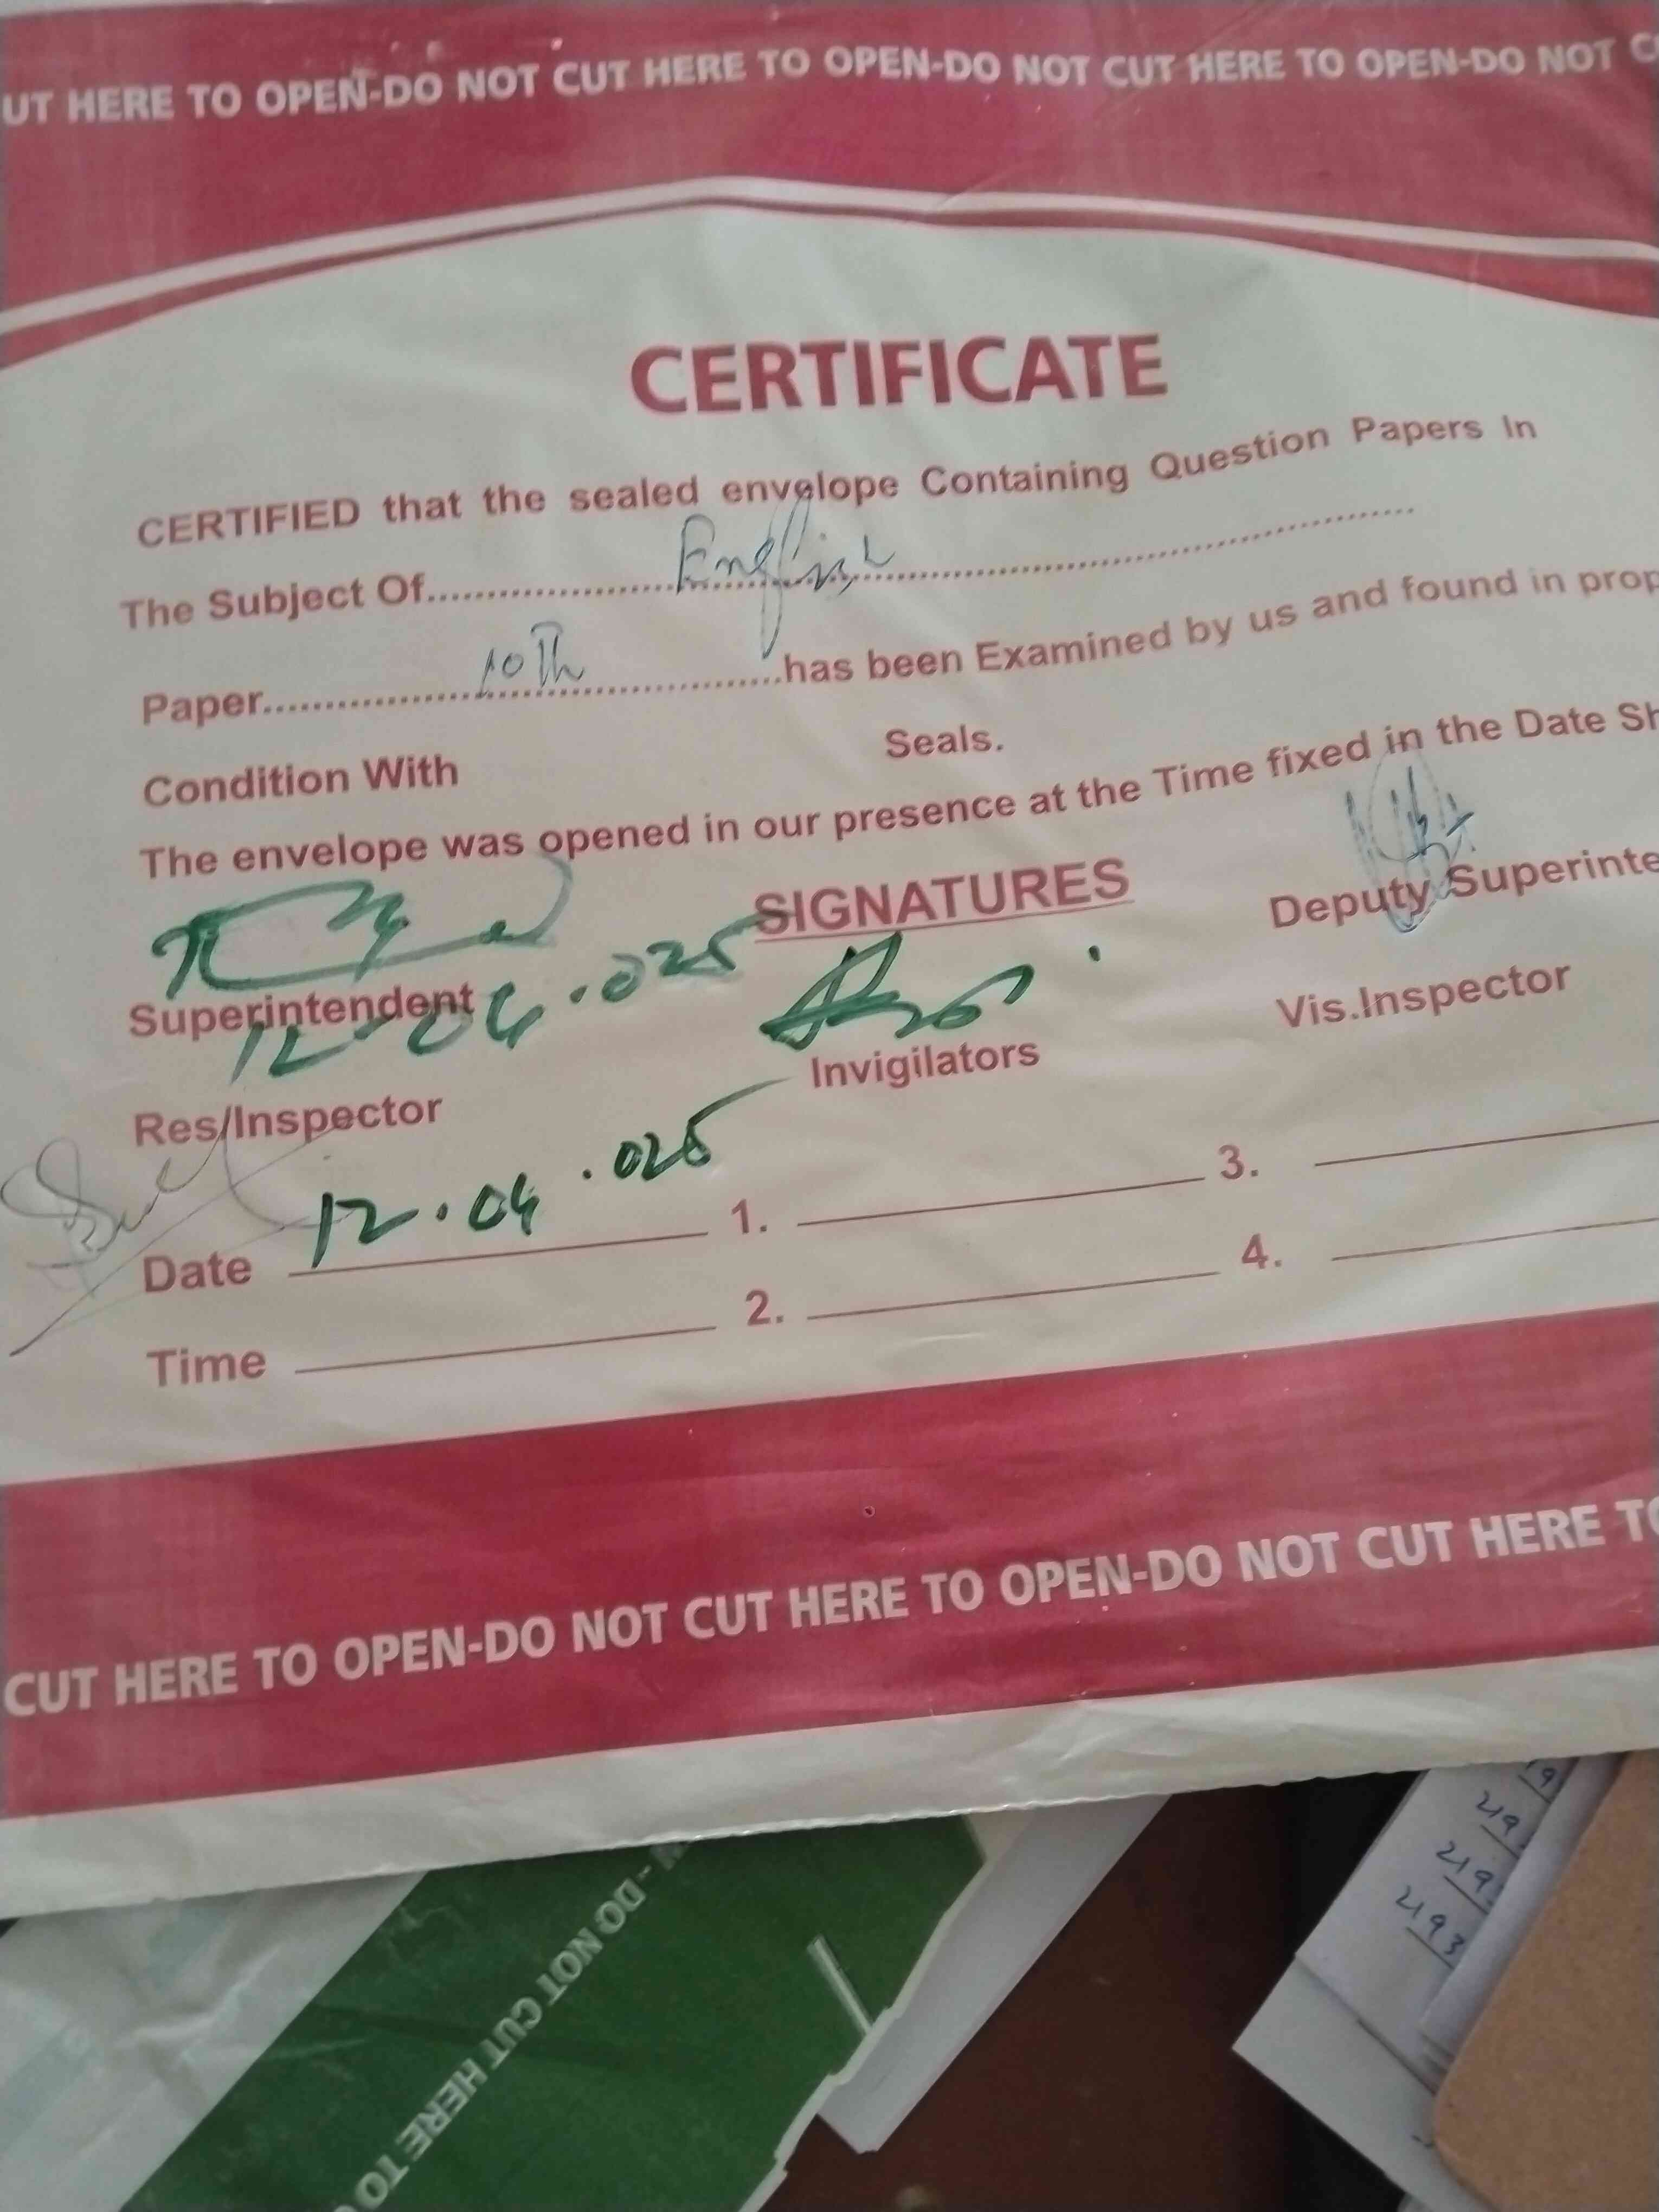 UT HERE TO OPEN-DO NOT CUT HERE TO OPEN-DO NOT CUT HERE TO OPEN-DO NOT C
CERTIFICATE
CERTIFIED that the sealed envelope Containing Question Papers In
The Subject Of.................... English ....................
Paper.................... 10Th ....................has been Examined by us and found in prop
Condition With Seals.
The envelope was opened in our presence at the Time fixed in the Date Sh
SIGNATURES
Superintendent Deputy Superinte
12-04.025
Res/Inspector Invigilators Vis.Inspector
Date 12.04.025 1. 3.
Time 2. 4.
CUT HERE TO OPEN-DO NOT CUT HERE TO OPEN-DO NOT CUT HERE TO
- DO NOT CUT HERE TO
19
219
219
2193